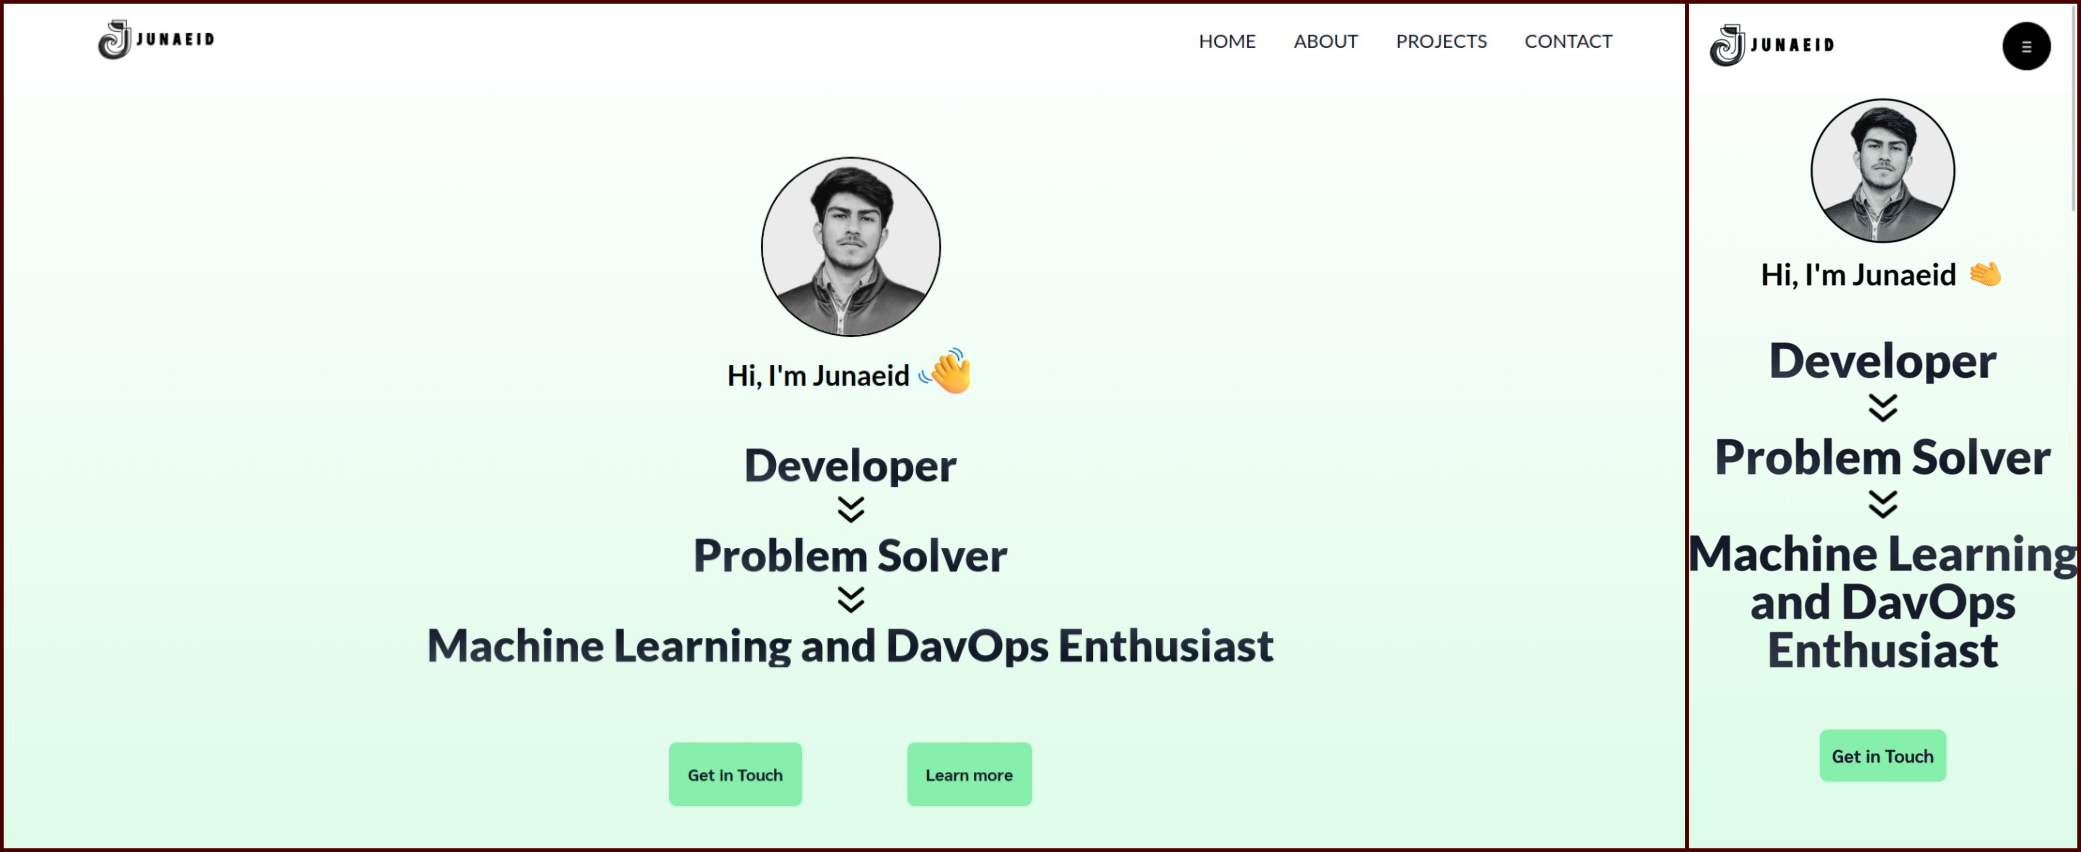 JUNAEID
HOME ABOUT PROJECTS CONTACT
Hi, I'm Junaeid
Developer
Problem Solver
Machine Learning and DavOps Enthusiast
Get in Touch Learn more
JUNAEID
Hi, I'm Junaeid
Developer
Problem Solver
Machine Learning
and DavOps
Enthusiast
Get in Touch